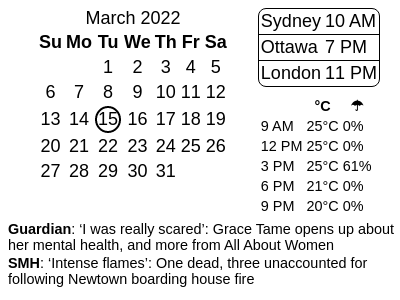 March 2022
Su Mo Tu We Th Fr Sa
1 2 3 4 5
6 7 8 9 10 11 12
13 14 15 16 17 18 19
20 21 22 23 24 25 26
27 28 29 30 31
Sydney 10 AM
Ottawa 7 PM
London 11 PM
°C ☂
9 AM 25°C 0%
12 PM 25°C 0%
3 PM 25°C 61%
6 PM 21°C 0%
9 PM 20°C 0%
Guardian: ‘I was really scared’: Grace Tame opens up about
her mental health, and more from All About Women
SMH: ‘Intense flames’: One dead, three unaccounted for
following Newtown boarding house fire